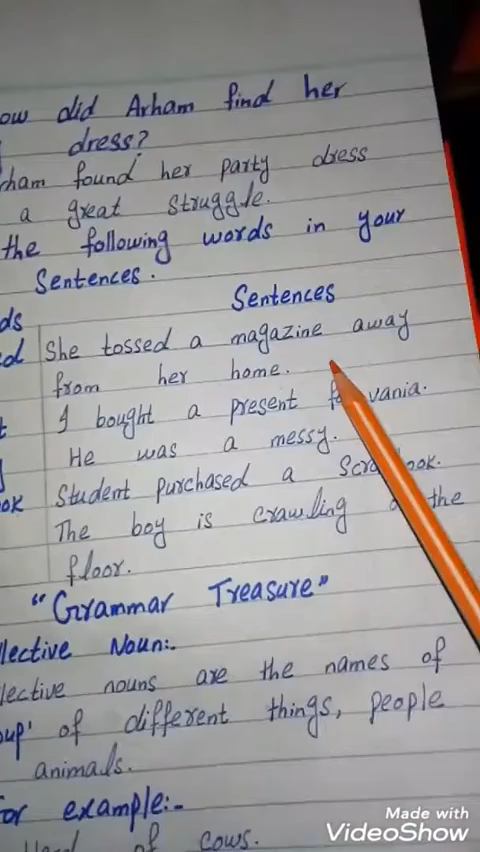 ow did Arham find her
dress?
rham found her party dress
a great struggle.
the following words in your
Sentences.
ds Sentences
ed She tossed a magazine away
from her home.
t I bought a present vania.
He was a messy.
ok Student purchased a
The boy is crawling the
floor.
"Grammar Treasure"
llective Noun:-
llective nouns are the names of
oup' of different things, people
animals.
For example:-
of cows.
Made with
VideoShow